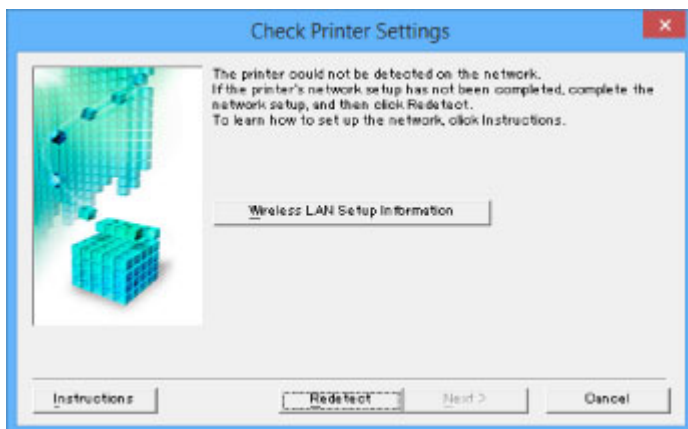 Check Printer Settings
The printer could not be detected on the network.
If the printer's network setup has not been completed, complete the
network setup, and then click Redetect.
To learn how to set up the network, click Instructions.
Wireless LAN Setup Information
Instructions
Redetect
Next >
Cancel